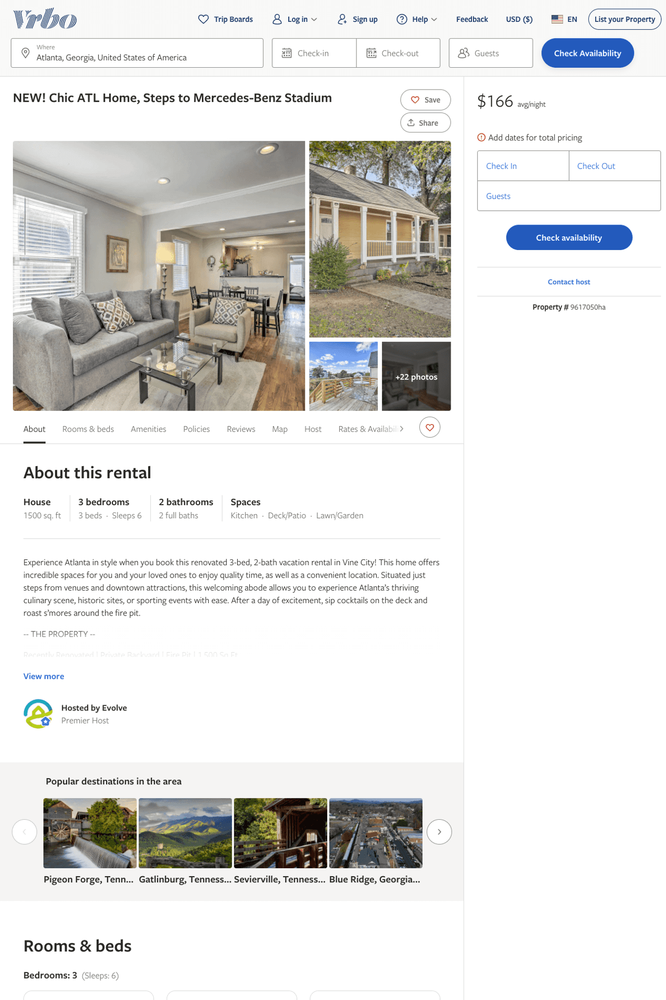 Vrbo
Trip Boards
Log in
Sign up
Help
Feedback
USD ($)
EN
List your Property
Where
Atlanta, Georgia, United States of America
Check-in
Check-out
Guests
Check Availability
NEW! Chic ATL Home, Steps to Mercedes-Benz Stadium
Save
Share
$166 avg/night
Add dates for total pricing
Check In
Check Out
Guests
Check availability
Contact host
Property # 9617050ha
+22 photos
About
Rooms & beds
Amenities
Policies
Reviews
Map
Host
Rates & Availabili
About this rental
House
1500 sq. ft
3 bedrooms
3 beds · Sleeps 6
2 bathrooms
2 full baths
Spaces
Kitchen · Deck/Patio · Lawn/Garden
Experience Atlanta in style when you book this renovated 3-bed, 2-bath vacation rental in Vine City! This home offers
incredible spaces for you and your loved ones to enjoy quality time, as well as a convenient location. Situated just
steps from venues and downtown attractions, this welcoming abode allows you to experience Atlanta’s thriving
culinary scene, historic sites, or sporting events with ease. After a day of excitement, sip cocktails on the deck and
roast s’mores around the fire pit.
-- THE PROPERTY --
Recently Renovated | Private Backyard | Fire Pit | 1,500 Sq Ft
View more
Hosted by Evolve
Premier Host
Popular destinations in the area
Pigeon Forge, Tenn...
Gatlinburg, Tenness...
Sevierville, Tenness...
Blue Ridge, Georgia...
Rooms & beds
Bedrooms: 3 (Sleeps: 6)